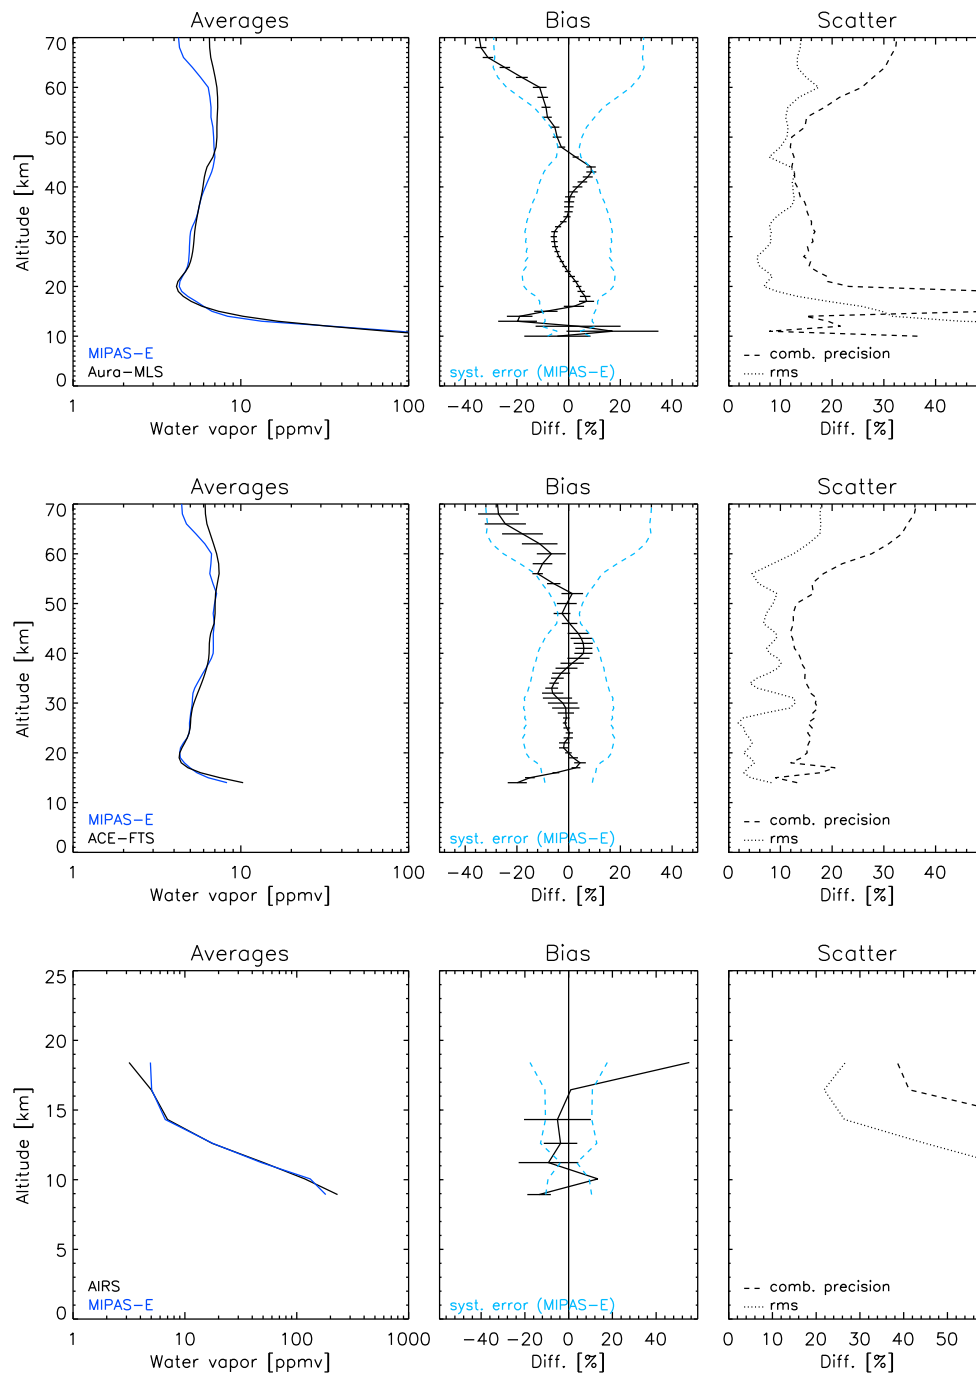 Averages
Bias
Scatter
Altitude [km]
70
60
50
40
30
20
10
0
MIPAS-E
Aura-MLS
syst. error (MIPAS-E)
comb. precision
rms
1
10
100
-40
-20
0
20
40
0
10
20
30
40
Water vapor [ppmv]
Diff. [%]
Diff. [%]
Averages
Bias
Scatter
Altitude [km]
70
60
50
40
30
20
10
0
MIPAS-E
ACE-FTS
syst. error (MIPAS-E)
comb. precision
rms
1
10
100
-40
-20
0
20
40
0
10
20
30
40
Water vapor [ppmv]
Diff. [%]
Diff. [%]
Averages
Bias
Scatter
Altitude [km]
25
20
15
10
5
0
AIRS
MIPAS-E
syst. error (MIPAS-E)
comb. precision
rms
1
10
100
1000
-40
-20
0
20
40
0
10
20
30
40
50
Water vapor [ppmv]
Diff. [%]
Diff. [%]